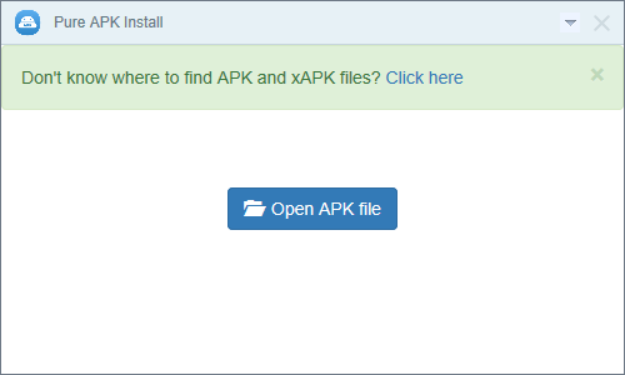 Pure APK Install
Don't know where to find APK and xAPK files? Click here
Open APK file